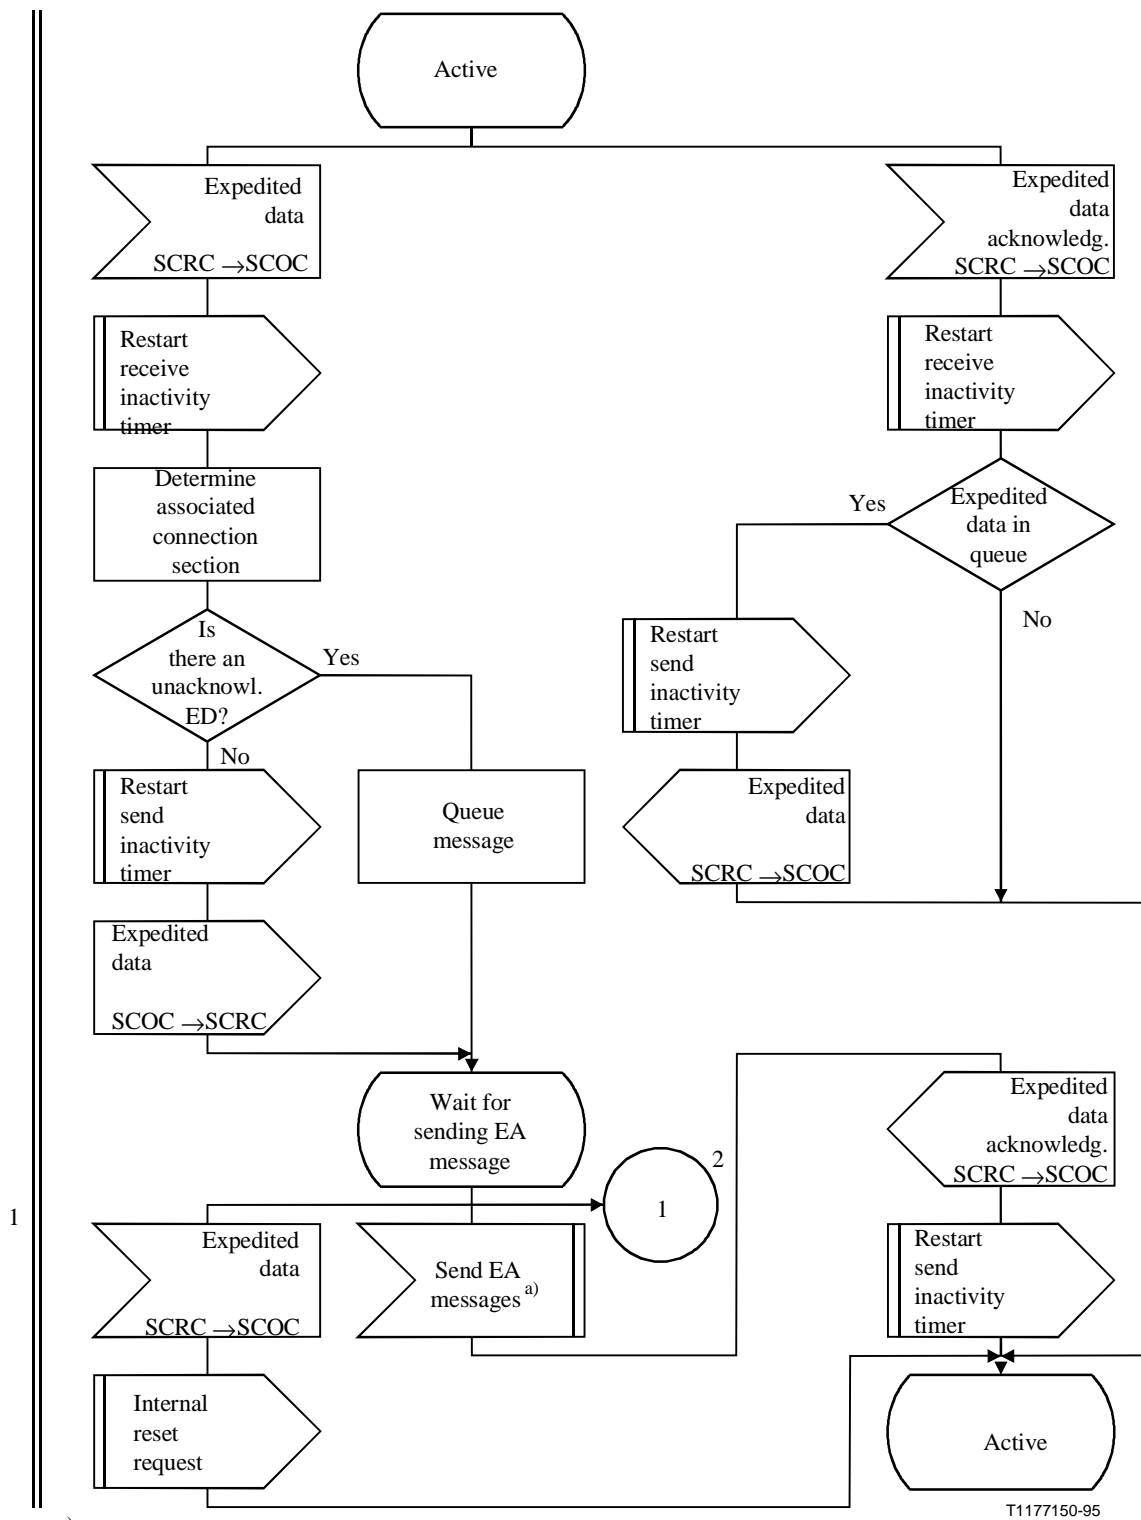 Active
Expedited
data
SCRC →SCOC
Expedited
data
acknowledg.
SCRC →SCOC
Restart
receive
inactivity
timer
Restart
receive
inactivity
timer
Determine
associated
connection
section
Yes
Expedited
data in
queue
No
Is
there an
unacknowl.
ED?
Yes
No
Restart
send
inactivity
timer
Restart
send
inactivity
timer
Queue
message
Expedited
data
SCRC →SCOC
Expedited
data
SCOC →SCRC
Wait for
sending EA
message
Expedited
data
acknowledg.
SCRC →SCOC
2
1
1
Expedited
data
SCRC →SCOC
Send EA
messages a)
Restart
send
inactivity
timer
Internal
reset
request
Active
T1177150-95